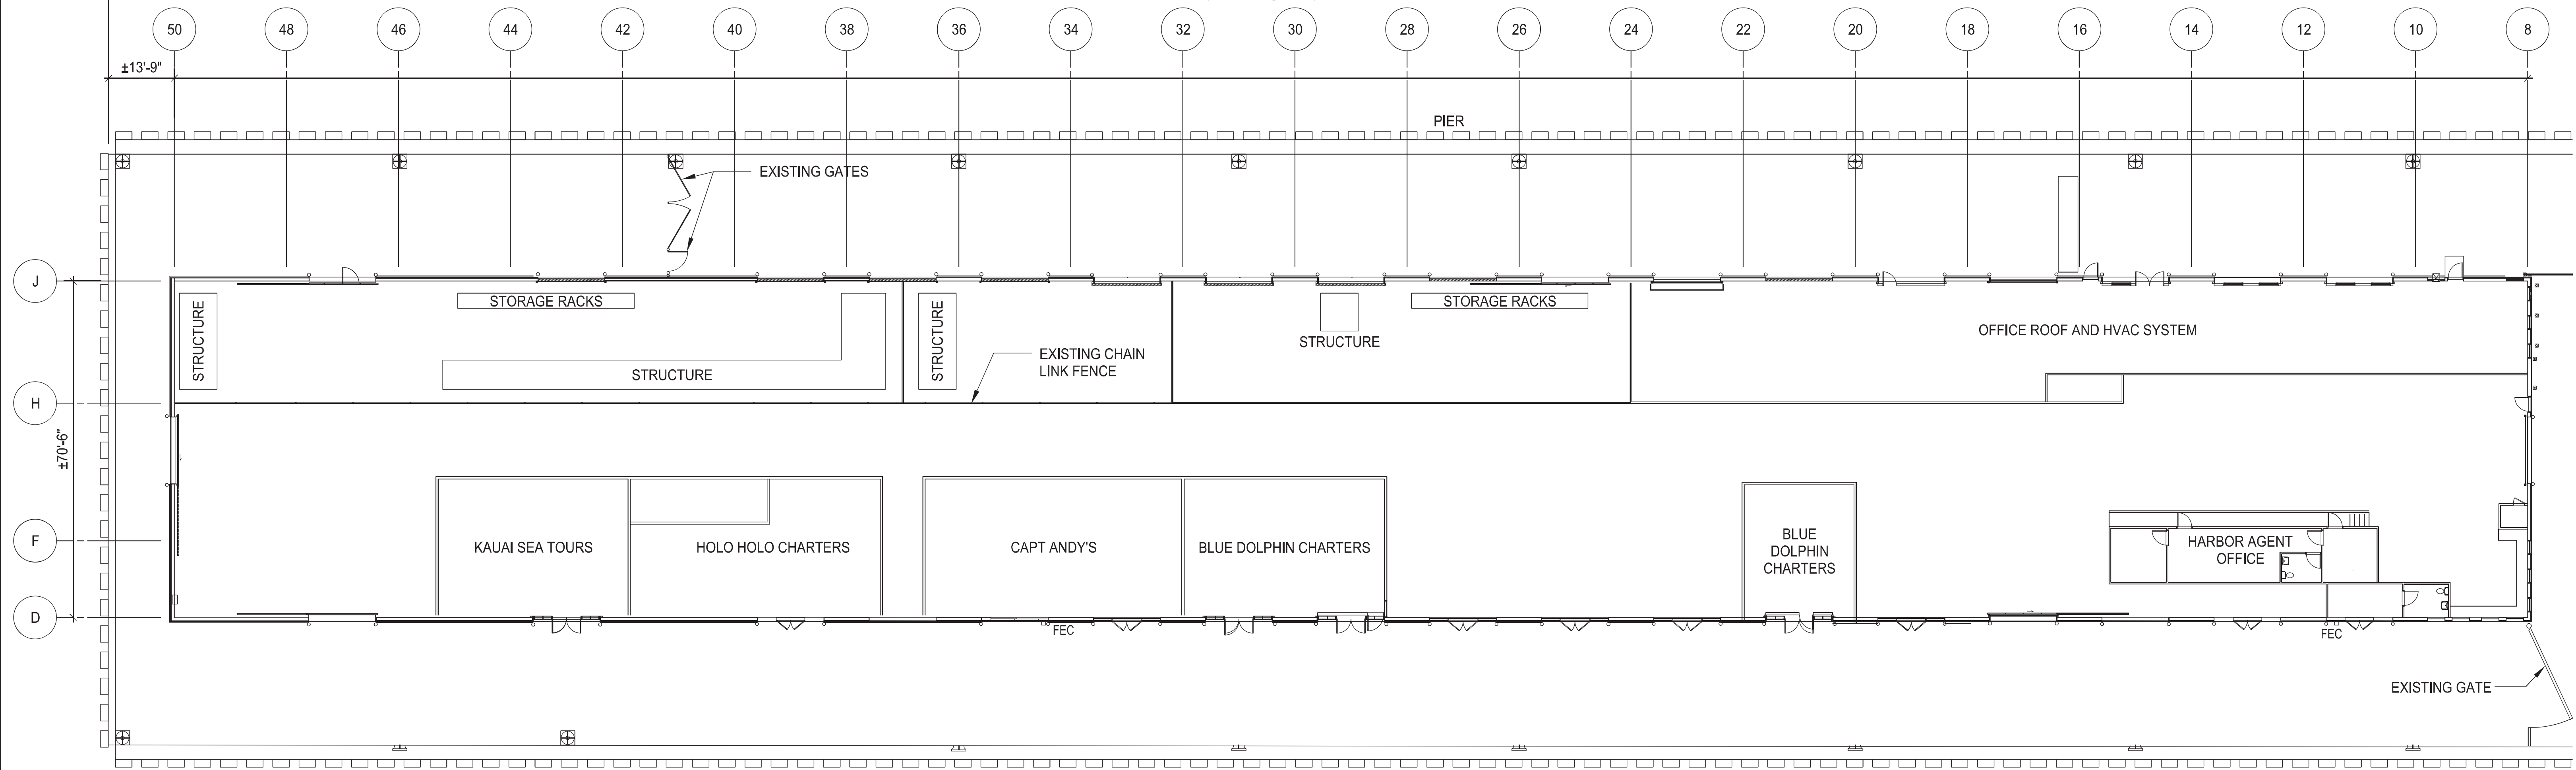 50
48
46
44
42
40
38
36
34
32
30
28
26
24
22
20
18
16
14
12
10
8
±13'-9"
PIER
EXISTING GATES
J
STRUCTURE
STORAGE RACKS
STRUCTURE
STRUCTURE
EXISTING CHAIN
LINK FENCE
STRUCTURE
STORAGE RACKS
OFFICE ROOF AND HVAC SYSTEM
H
±70'-6"
F
KAUAI SEA TOURS
HOLO HOLO CHARTERS
CAPT ANDY'S
BLUE DOLPHIN CHARTERS
BLUE
DOLPHIN
CHARTERS
HARBOR AGENT
OFFICE
D
FEC
FEC
EXISTING GATE